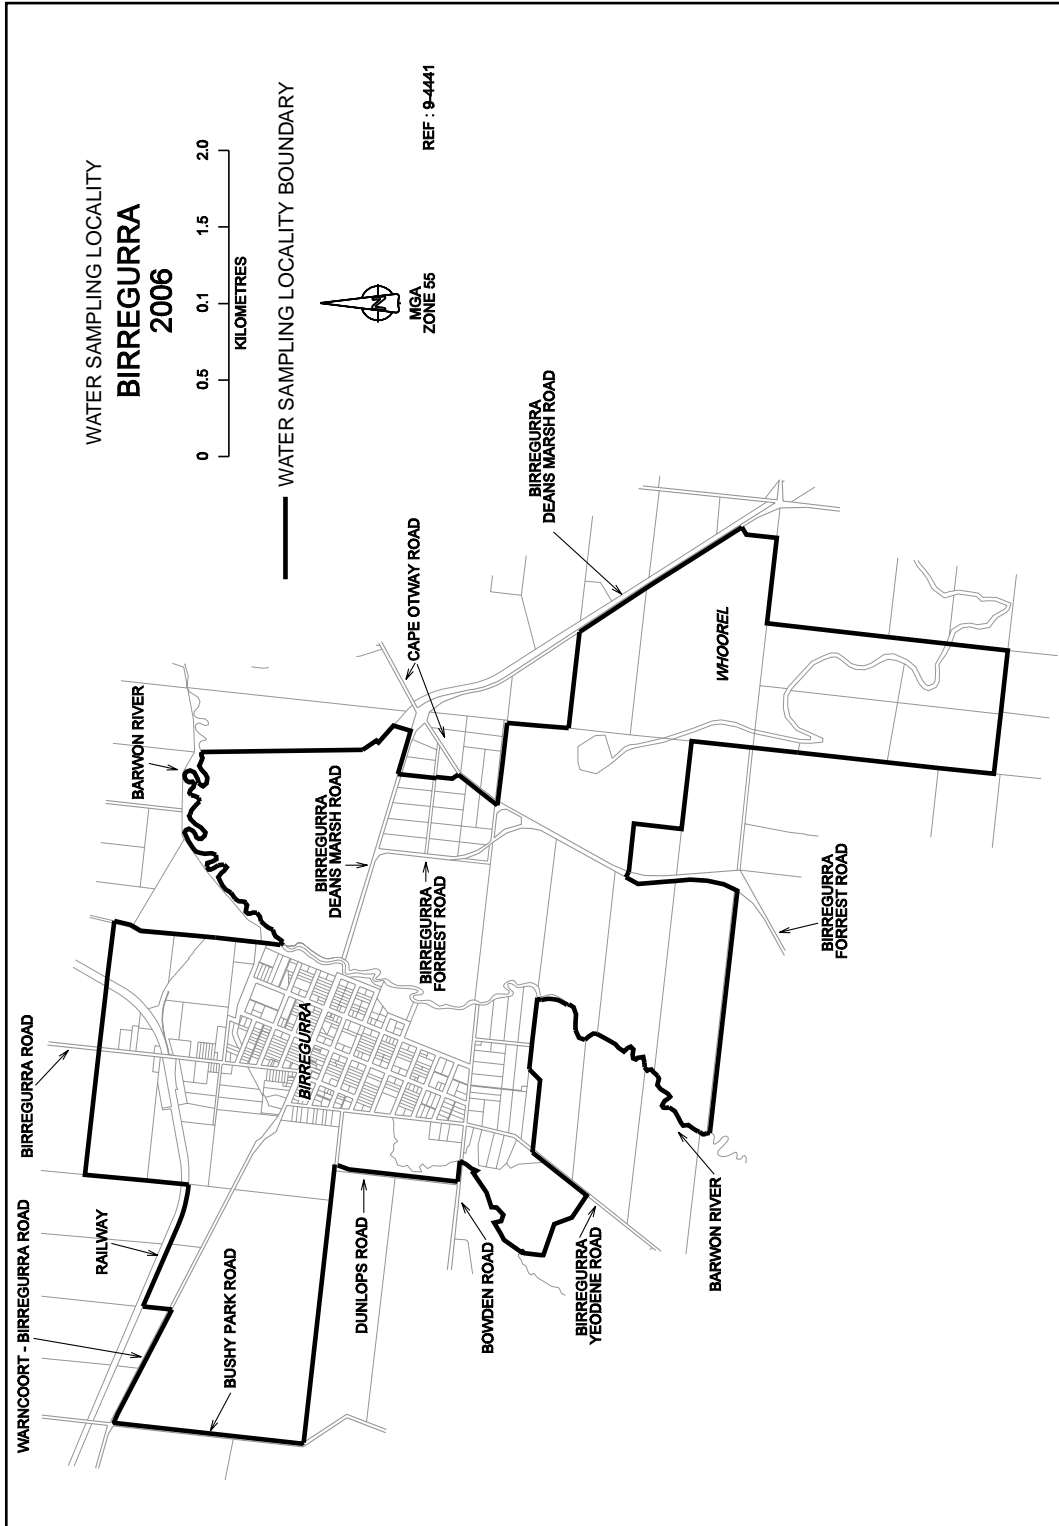 WATER SAMPLING LOCALITY
BIRREGURRA
2006
0
0.5
0.1
1.5
2.0
KILOMETRES
WATER SAMPLING LOCALITY BOUNDARY
N
MGA
ZONE 55
REF : 9-4441
WARNCOORT - BIRREGURRA ROAD
BIRREGURRA ROAD
RAILWAY
BARWON RIVER
BUSHY PARK ROAD
BIRREGURRA
BIRREGURRA
DEANS MARSH ROAD
CAPE OTWAY ROAD
DUNLOPS ROAD
BIRREGURRA
FORREST ROAD
BOWDEN ROAD
BIRREGURRA
DEANS MARSH ROAD
BIRREGURRA
YEODENE ROAD
WHOOREL
BARWON RIVER
BIRREGURRA
FORREST ROAD